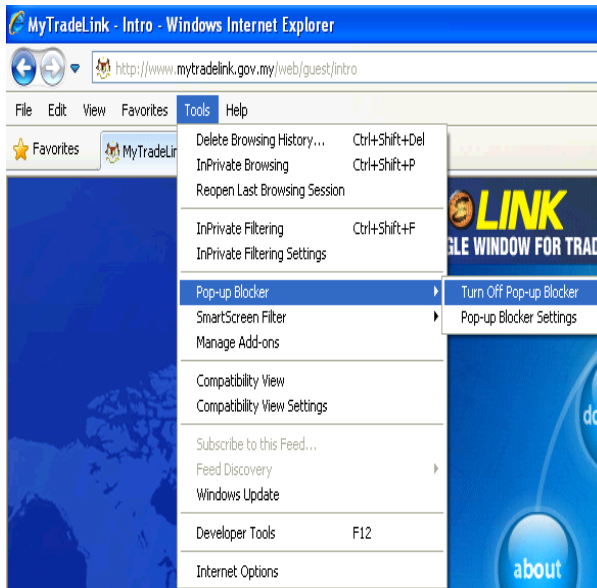 MyTradeLink - Intro - Windows Internet Explorer
http://www.mytradelink.gov.my/web/guest/intro
File Edit View Favorites Tools Help
Favorites
Delete Browsing History... Ctrl+Shift+Del
InPrivate Browsing Ctrl+Shift+P
Reopen Last Browsing Session
InPrivate Filtering Ctrl+Shift+F
InPrivate Filtering Settings
Pop-up Blocker
Turn Off Pop-up Blocker
SmartScreen Filter
Pop-up Blocker Settings
Manage Add-ons
Compatibility View
Compatibility View Settings
Subscribe to this Feed...
Feed Discovery
Windows Update
Developer Tools F12
Internet Options
LINK
WINDOW FOR
about